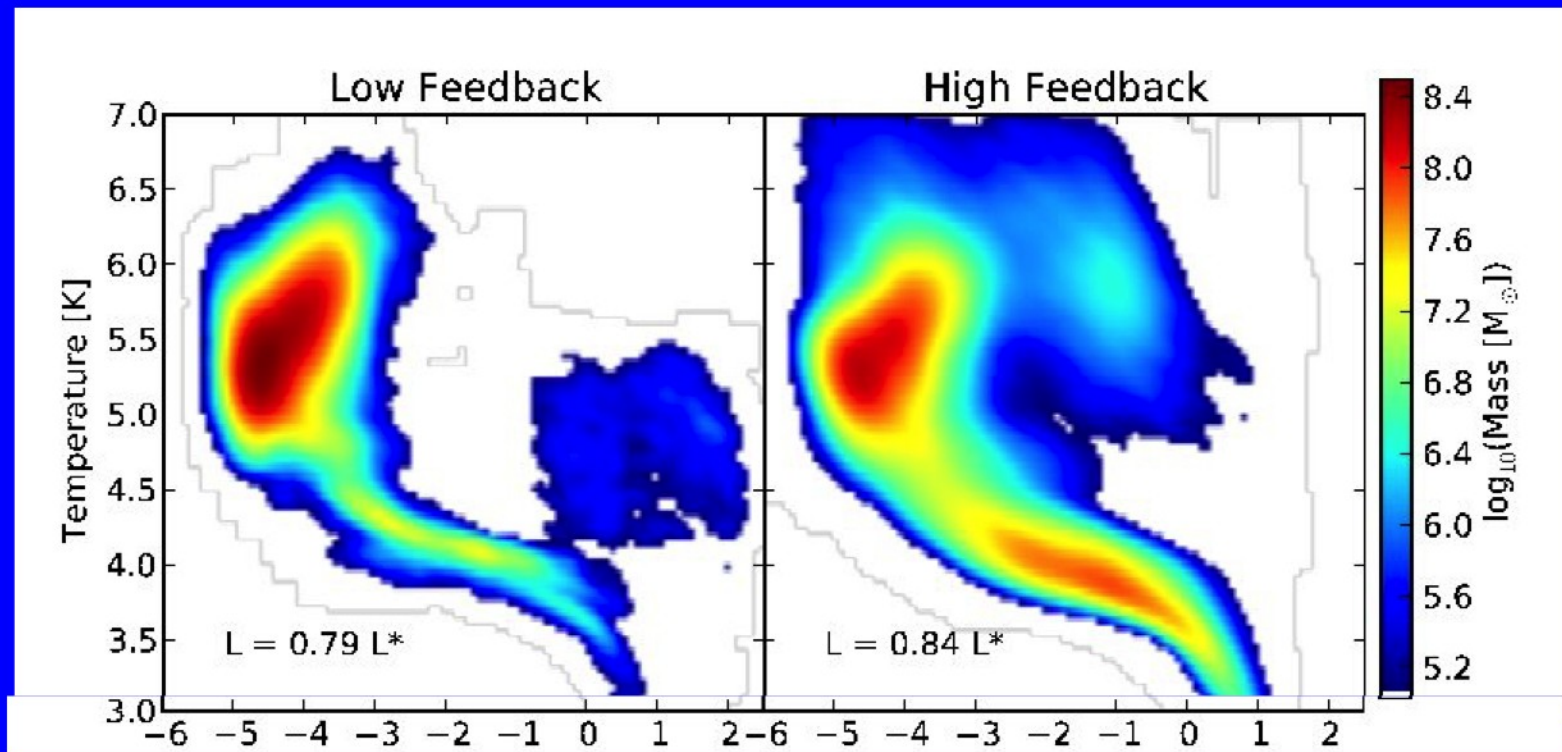 Low Feedback
High Feedback
7.0
6.5
6.0
5.5
5.0
4.5
4.0
3.5
3.0
Temperature [K]
L = 0.79 L*
L = 0.84 L*
−6 −5 −4 −3 −2 −1 0 1 2
−6 −5 −4 −3 −2 −1 0 1 2
8.4
8.0
7.6
7.2
6.8
6.4
6.0
5.6
5.2
log₁₀(Mass [M☉])